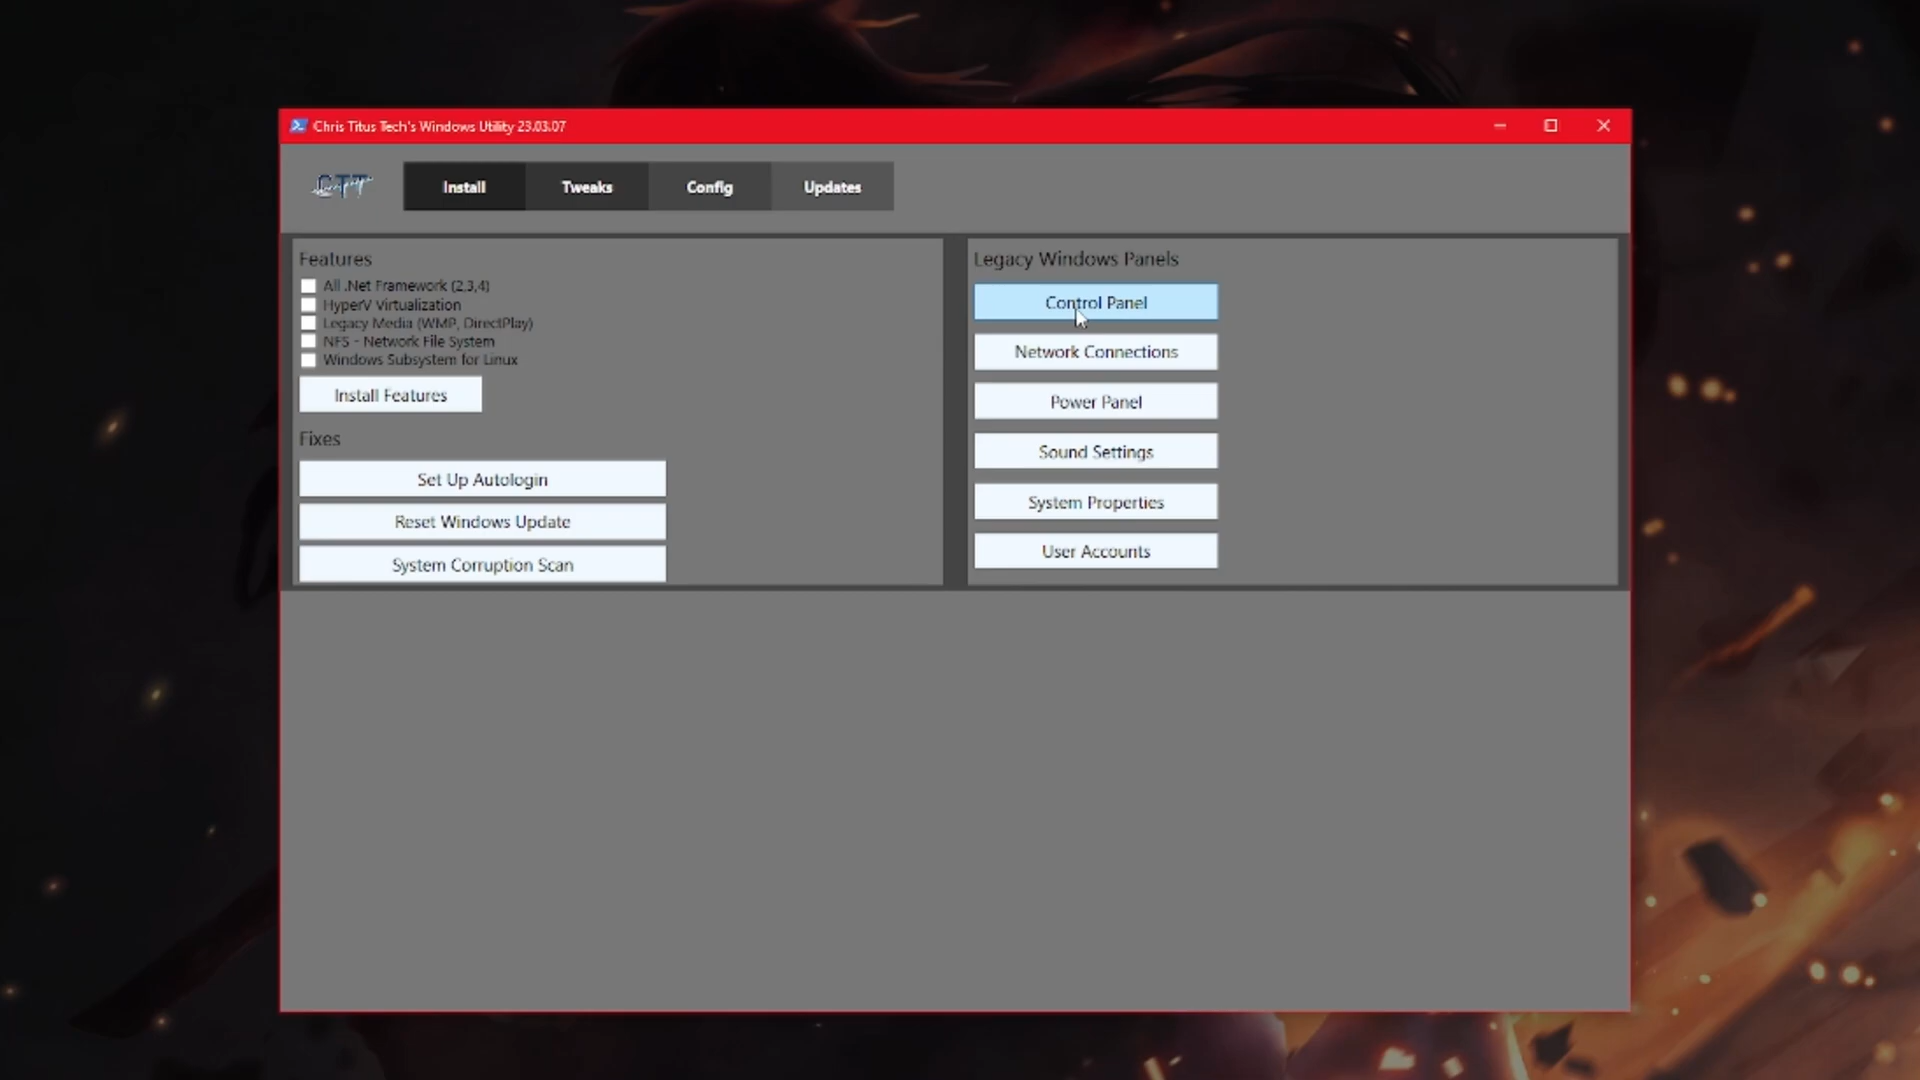 Chris Titus Tech's Windows Utility 23.03.07
CTT
Install
Tweaks
Config
Updates
Features
All .Net Framework (2,3,4)
HyperV Virtualization
Legacy Media (WMP, DirectPlay)
NFS - Network File System
Windows Subsystem for Linux
Install Features
Fixes
Set Up Autologin
Reset Windows Update
System Corruption Scan
Legacy Windows Panels
Control Panel
Network Connections
Power Panel
Sound Settings
System Properties
User Accounts